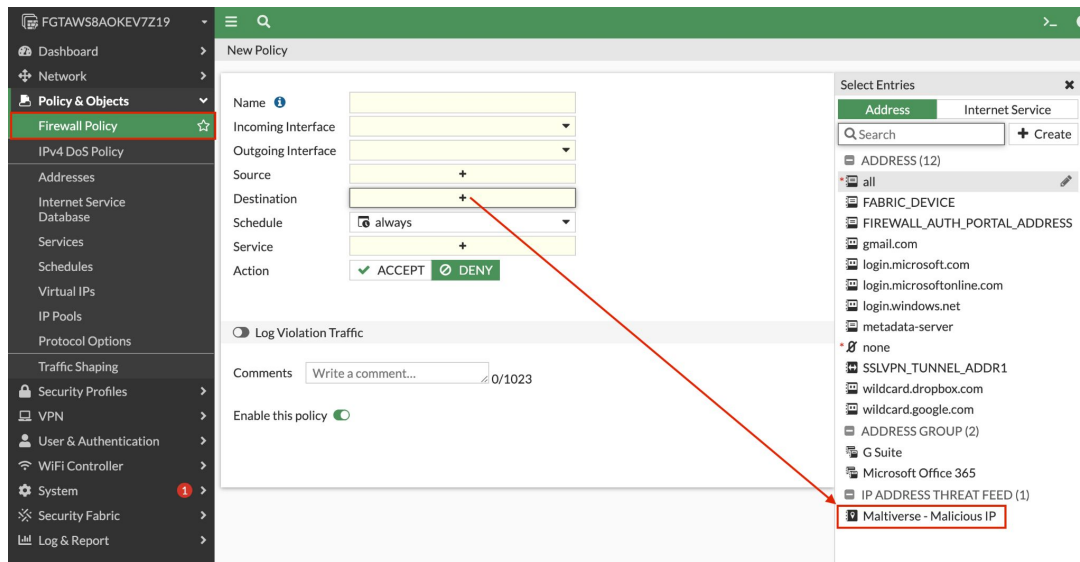 FGTAWS8AOKEV7Z19
Dashboard
Network
Policy & Objects
Firewall Policy
IPv4 DoS Policy
Addresses
Internet Service
Database
Services
Schedules
Virtual IPs
IP Pools
Protocol Options
Traffic Shaping
Security Profiles
VPN
User & Authentication
WiFi Controller
System 1
Security Fabric
Log & Report
New Policy
Name
Incoming Interface
Outgoing Interface
Source +
Destination +
Schedule always
Service +
Action ACCEPT DENY
Log Violation Traffic
Comments Write a comment... 0/1023
Enable this policy
Select Entries
Address Internet Service
Search + Create
ADDRESS (12)
* all
FABRIC_DEVICE
FIREWALL_AUTH_PORTAL_ADDRESS
gmail.com
login.microsoft.com
login.microsoftonline.com
login.windows.net
metadata-server
* none
SSLVPN_TUNNEL_ADDR1
wildcard.dropbox.com
wildcard.google.com
ADDRESS GROUP (2)
G Suite
Microsoft Office 365
IP ADDRESS THREAT FEED (1)
Maltiverse - Malicious IP